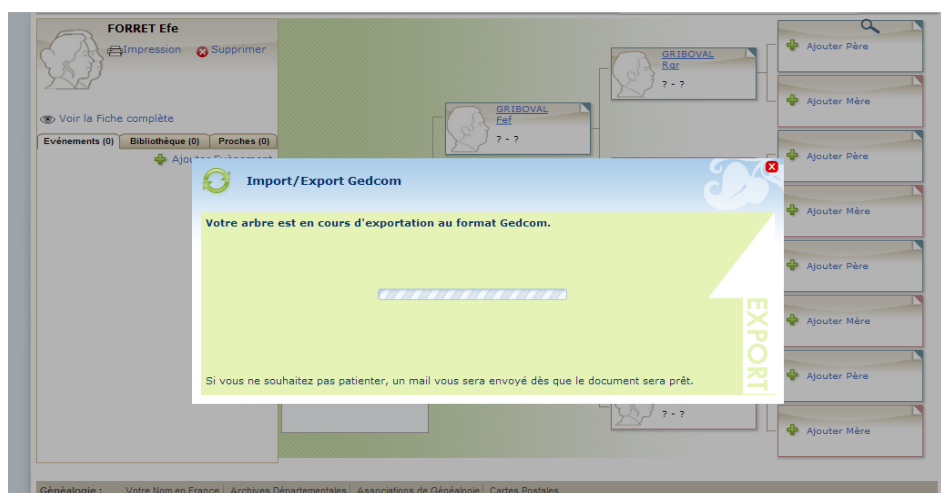 FORRET Efe
Impression
Supprimer
Voir la Fiche complète
Evénements (0)
Bibliothèque (0)
Proches (0)
GRIBOVAL
Fef
? - ?
GRIBOVAL
Rqr
? - ?
Ajouter Père
Ajouter Mère
Ajouter Père
Ajouter Mère
Ajouter Père
Ajouter Mère
Ajouter Père
Ajouter Mère
Import/Export Gedcom
Votre arbre est en cours d'exportation au format Gedcom.
EXPORT
Si vous ne souhaitez pas patienter, un mail vous sera envoyé dès que le document sera prêt.
? - ?
Généalogie :
Votre Nom en France
Archives Départementales
Associations de Généalogie
Cartes Postales